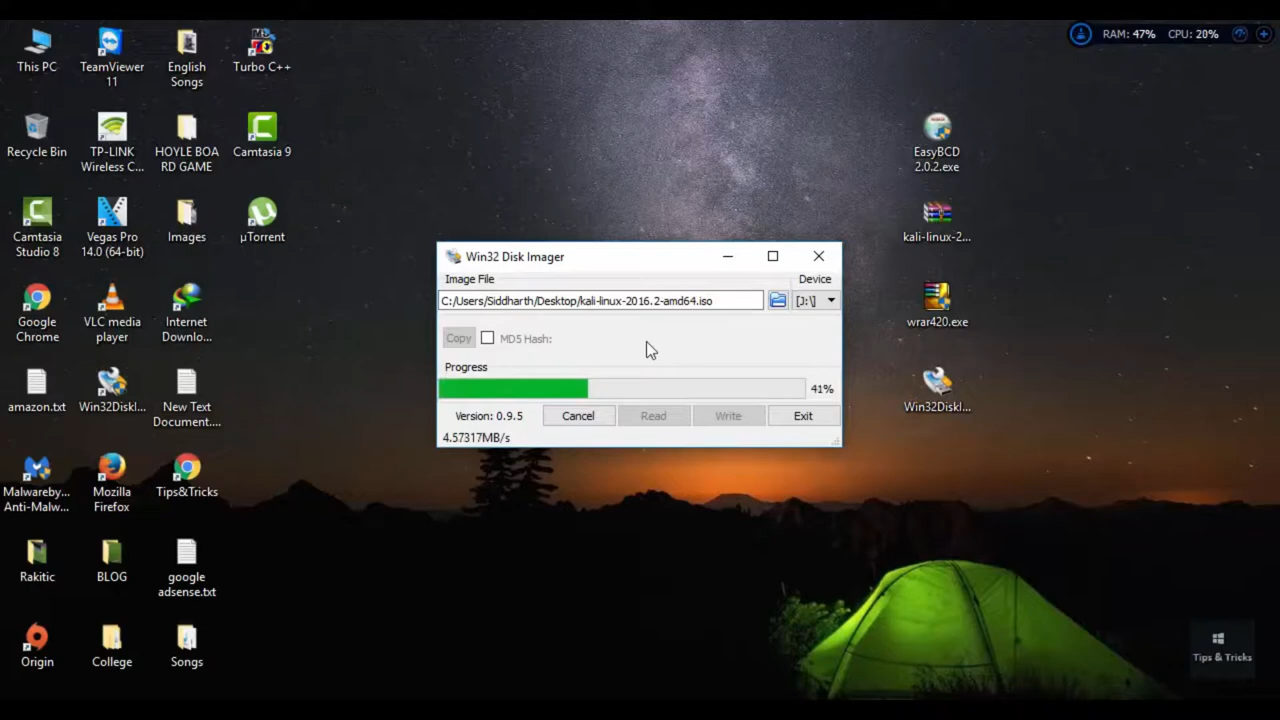 This PC
TeamViewer
11
English
Songs
Turbo C++
Recycle Bin
TP-LINK
Wireless C...
HOYLE BOA
RD GAME
Camtasia 9
Camtasia
Studio 8
Vegas Pro
14.0 (64-bit)
Images
µTorrent
Google
Chrome
VLC media
player
Internet
Downlo...
amazon.txt
Win32DiskI...
New Text
Document....
Malwareby...
Anti-Malw...
Mozilla
Firefox
Tips&Tricks
Rakitic
BLOG
google
adsense.txt
Origin
College
Songs
Win32 Disk Imager
Image File
Device
C:/Users/Siddharth/Desktop/kali-linux-2016.2-amd64.iso
[J:\]
Copy
MD5 Hash:
Progress
41%
Version: 0.9.5
Cancel
Read
Write
Exit
4.57317MB/s
RAM: 47%
CPU: 20%
EasyBCD
2.0.2.exe
kali-linux-2...
wrar420.exe
Win32DiskI...
Tips & Tricks